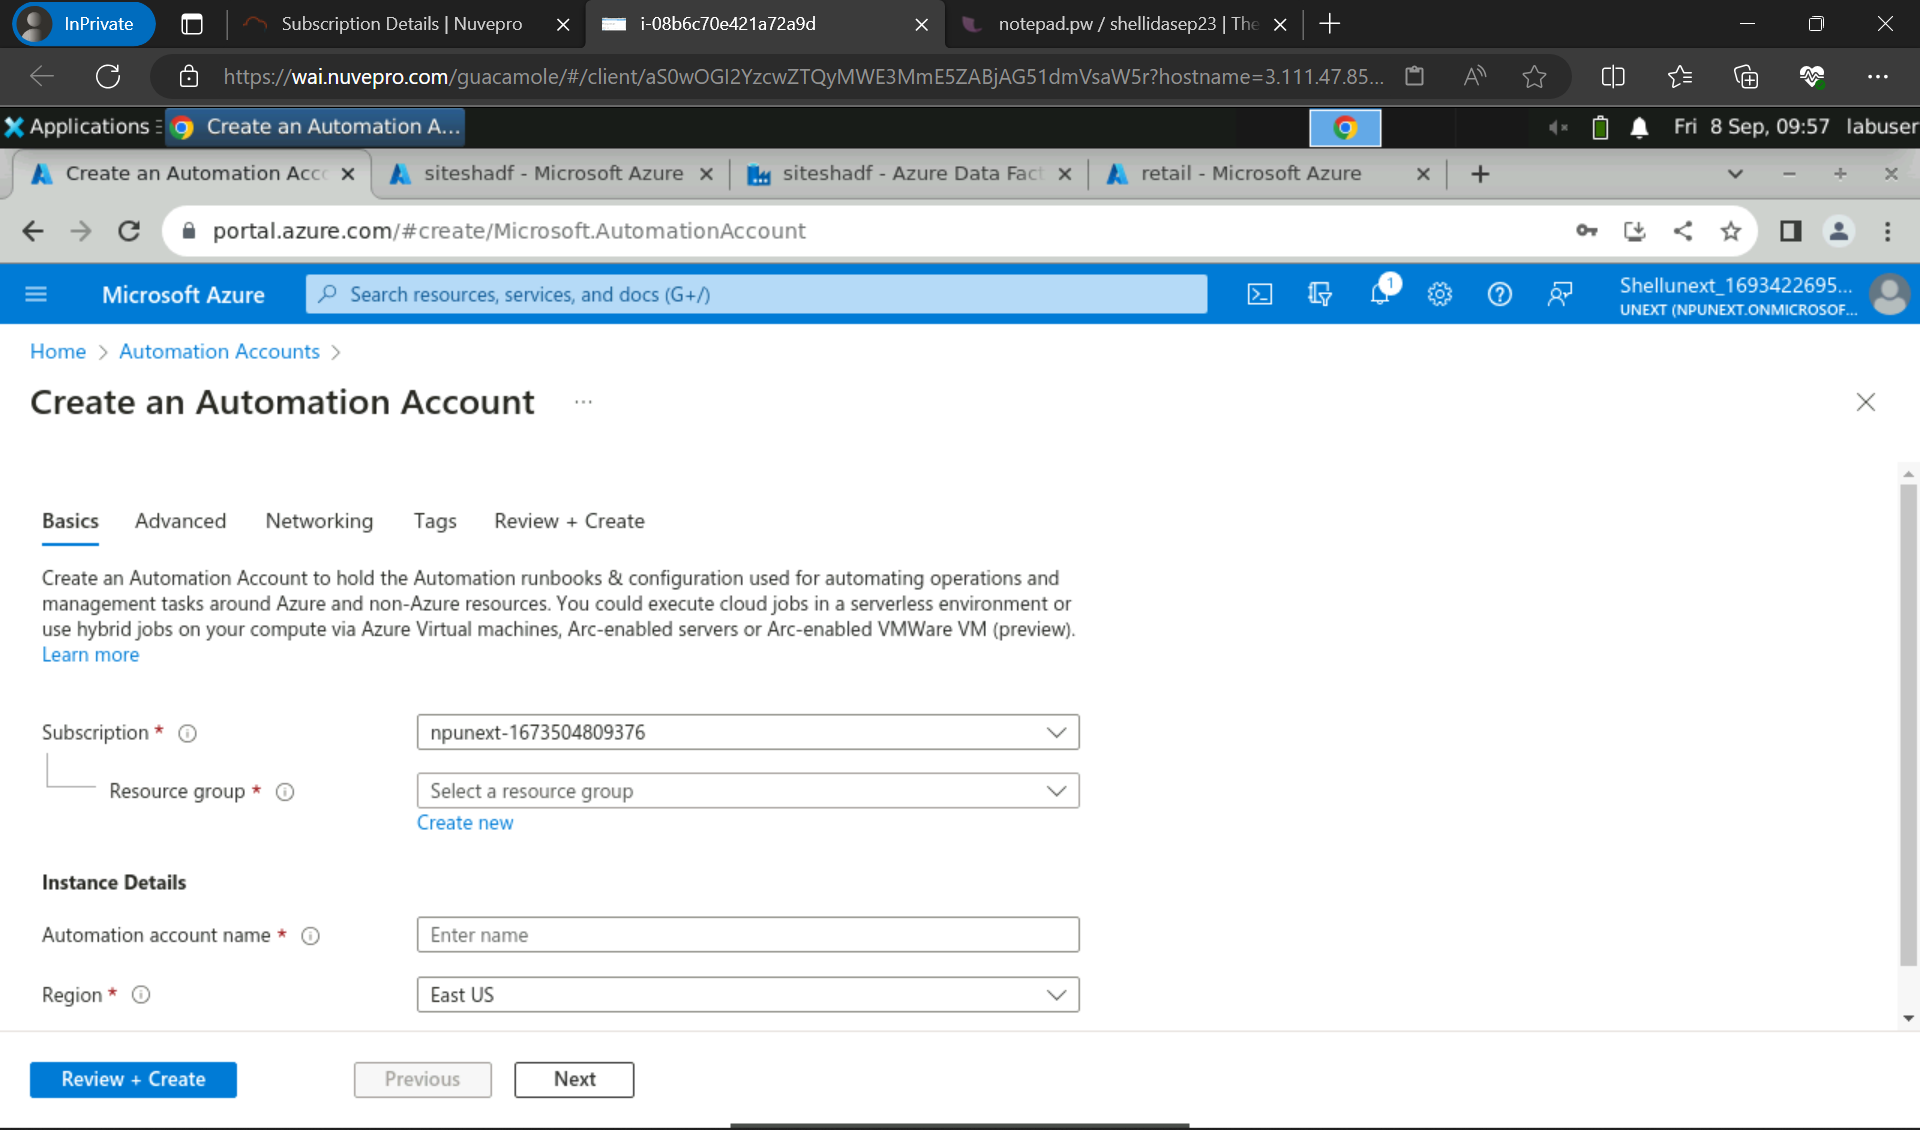 InPrivate
Subscription Details | Nuvepro
i-08b6c70e421a72a9d
notepad.pw / shellidasep23 | The
https://wai.nuvepro.com/guacamole/#/client/aS0wOGI2YzcwZTQyMWE3MmE5ZABjAG51dmVsaW5r?hostname=3.111.47.85...
Applications
Create an Automation A...
Fri 8 Sep, 09:57 labuser
Create an Automation Acc
siteshadf - Microsoft Azure
siteshadf - Azure Data Fact
retail - Microsoft Azure
portal.azure.com/#create/Microsoft.AutomationAccount
Microsoft Azure
Search resources, services, and docs (G+/)
1
Shellunext_1693422695...
UNEXT (NPUNEXT.ONMICROSOF...
Home > Automation Accounts >
Create an Automation Account ...
Basics
Advanced
Networking
Tags
Review + Create
Create an Automation Account to hold the Automation runbooks & configuration used for automating operations and
management tasks around Azure and non-Azure resources. You could execute cloud jobs in a serverless environment or
use hybrid jobs on your compute via Azure Virtual machines, Arc-enabled servers or Arc-enabled VMWare VM (preview).
Learn more
Subscription *
npunext-1673504809376
Resource group *
Select a resource group
Create new
Instance Details
Automation account name *
Enter name
Region *
East US
Review + Create
Previous
Next